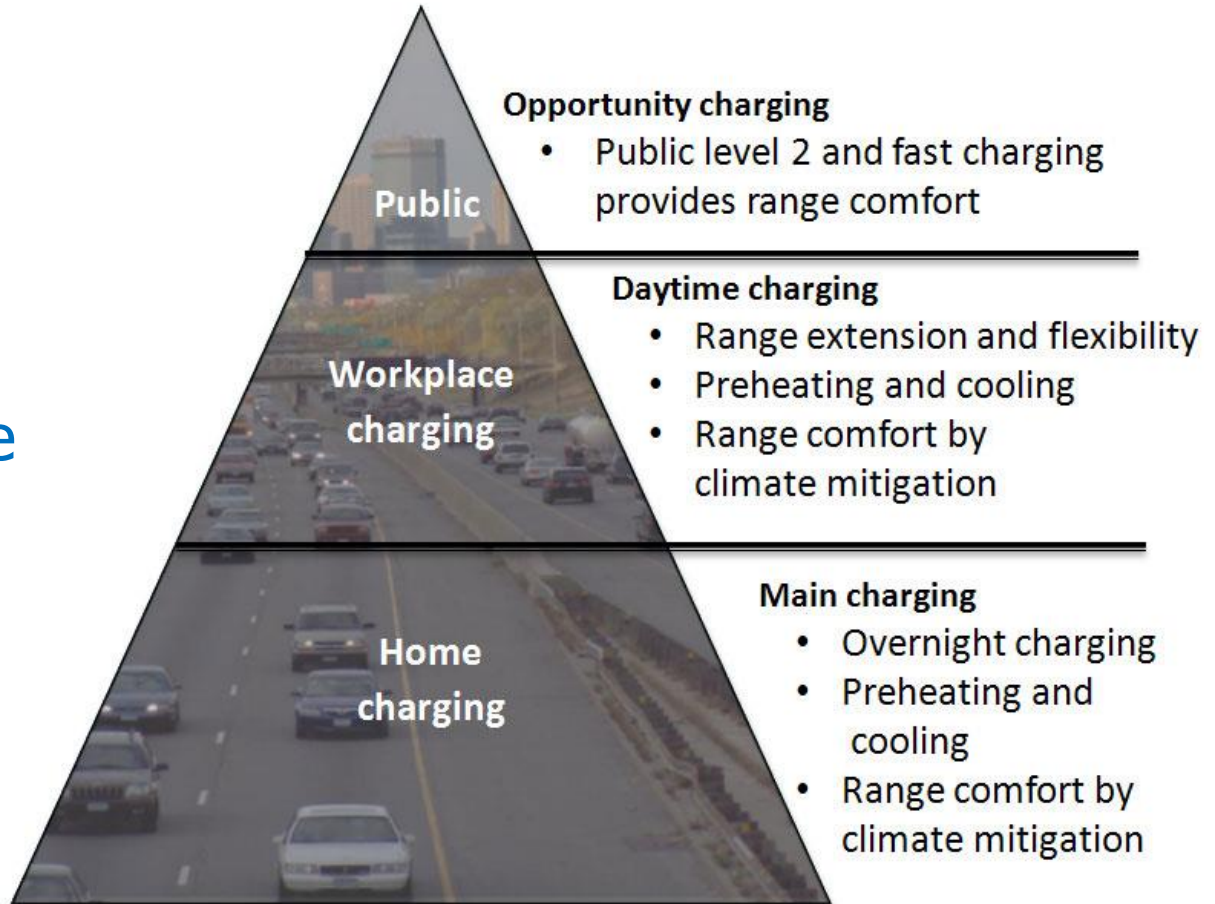 Opportunity charging
• Public level 2 and fast charging
provides range comfort
Public
Daytime charging
• Range extension and flexibility
• Preheating and cooling
• Range comfort by
climate mitigation
Workplace
charging
e
Main charging
• Overnight charging
• Preheating and
cooling
• Range comfort by
climate mitigation
Home
charging